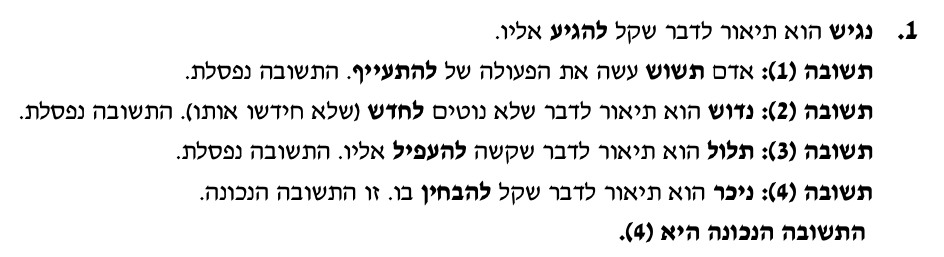 1. נגיש הוא תיאור לדבר שקל להגיע אליו.
תשובה (1): אדם תשוש עשה את הפעולה של להתעייף. התשובה נפסלת.
תשובה (2): נדוש הוא תיאור לדבר שלא נוטים לחדש (שלא חידשו אותו). התשובה נפסלת.
תשובה (3): תלול הוא תיאור לדבר שקשה להעפיל אליו. התשובה נפסלת.
תשובה (4): ניכר הוא תיאור לדבר שקל להבחין בו. זו התשובה הנכונה.
התשובה הנכונה היא (4).